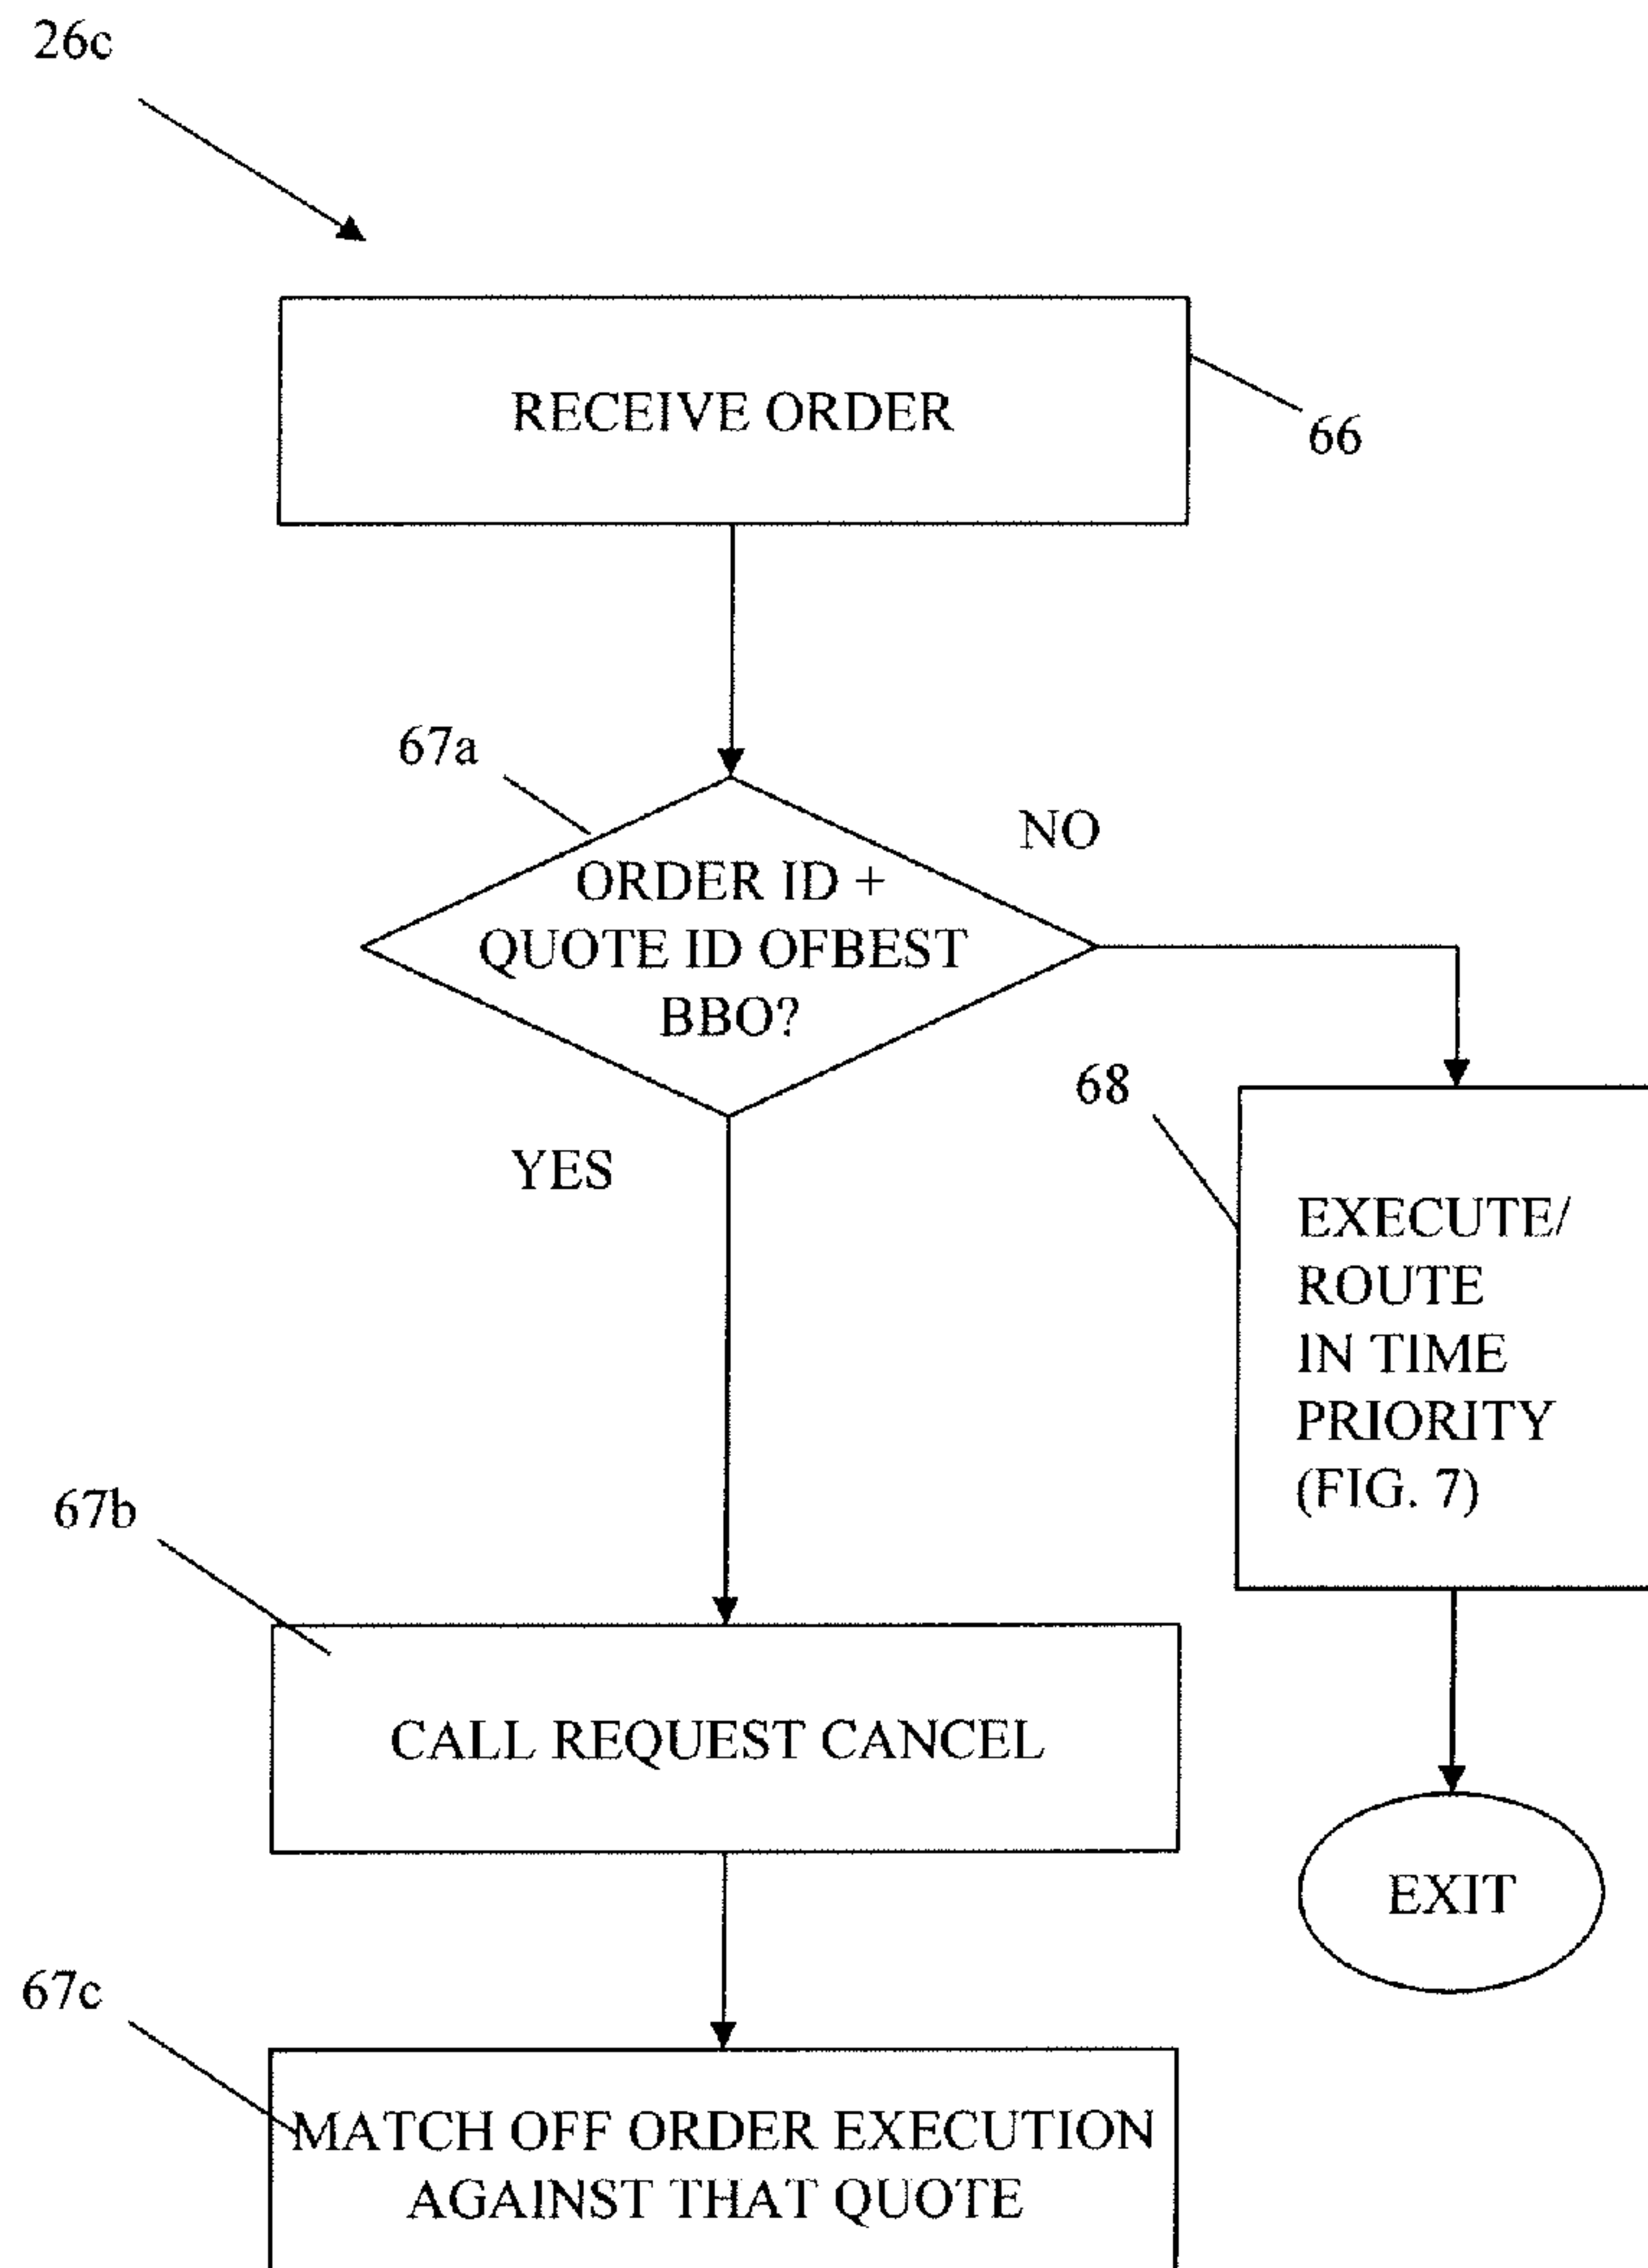 26c
RECEIVE ORDER
66
67a
NO
ORDER ID +
QUOTE ID OFBEST
BBO?
68
YES
EXECUTE/
ROUTE
IN TIME
PRIORITY
(FIG. 7)
67b
CALL REQUEST CANCEL
EXIT
67c
MATCH OFF ORDER EXECUTION
AGAINST THAT QUOTE